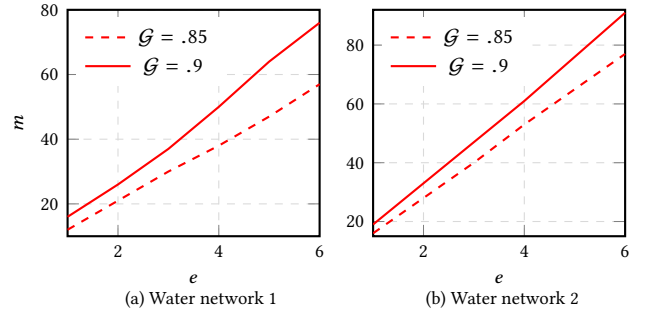 80
60
40
20
m
𝒢 = .85
𝒢 = .9
2
4
6
e
(a) Water network 1
80
60
40
20
𝒢 = .85
𝒢 = .9
2
4
6
e
(b) Water network 2